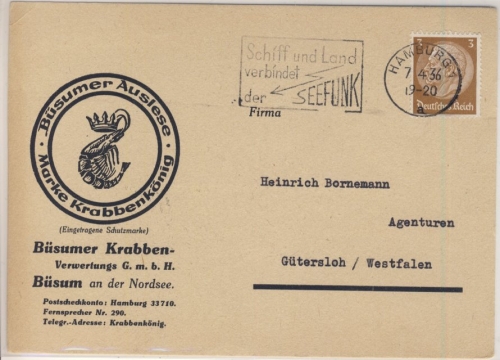 Schiff und Land
verbindet
der SEEFUNK
HAMBURG 1
7.4.36
19-20
3 3
Deutsches Reich
Büsumer Auslese
Marke Krabbenkönig
(Eingetragene Schutzmarke)
Büsumer Krabben-
Verwertungs G. m. b. H.
Büsum an der Nordsee.
Postscheckkonto: Hamburg 33710.
Fernsprecher Nr. 290.
Telegr.-Adresse: Krabbenkönig.
Firma
Heinrich Bornemann
Agenturen
Gütersloh / Westfalen